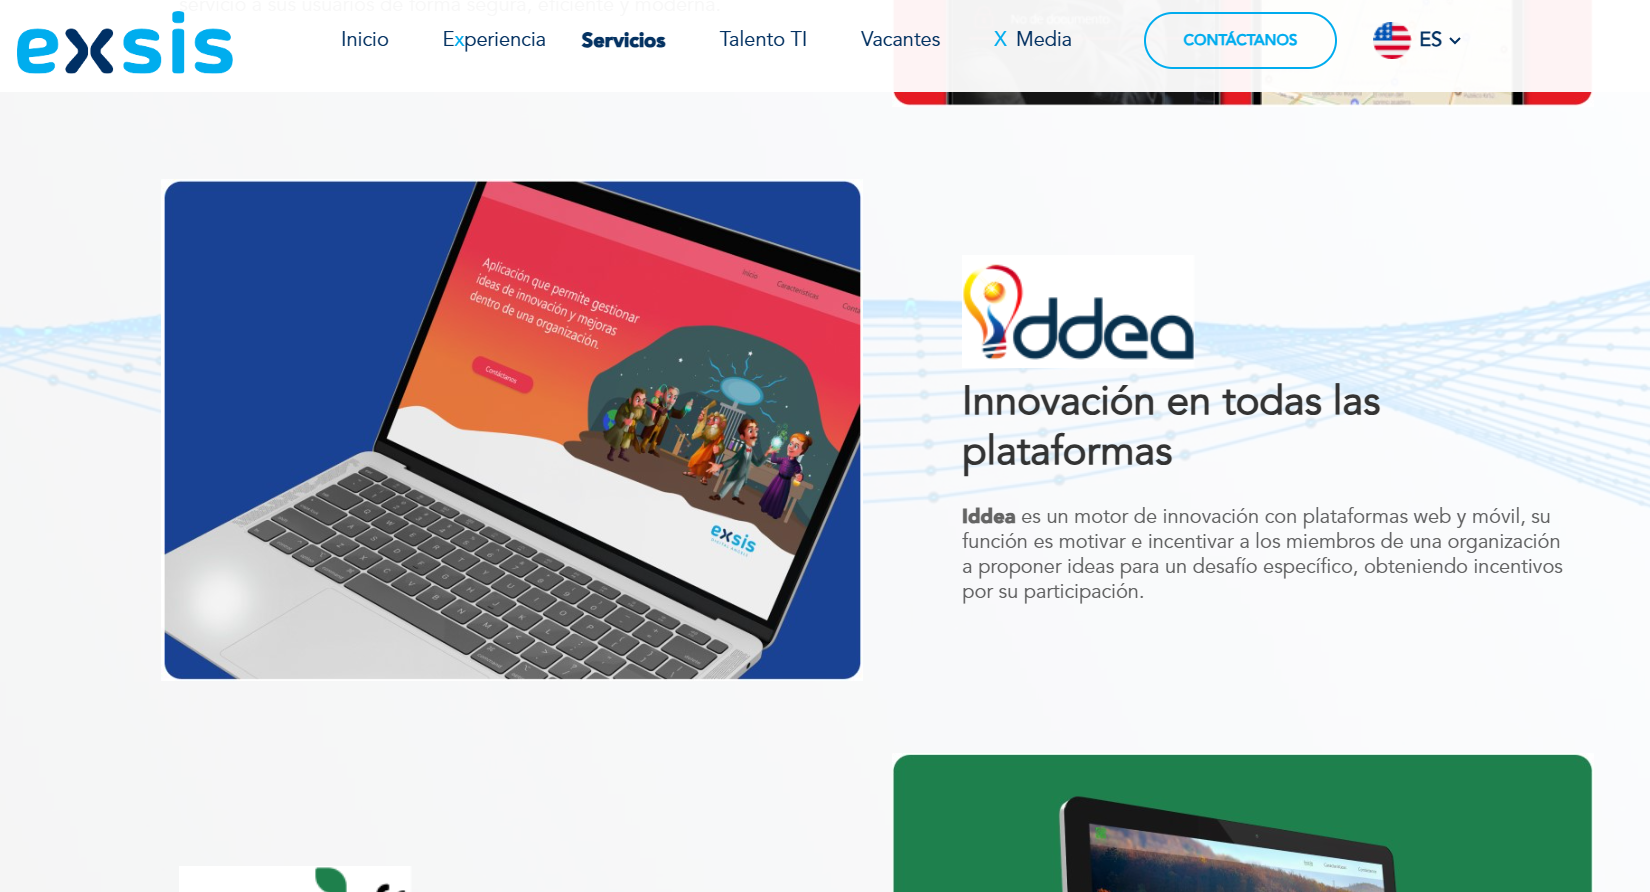 servicio a sus usuarios de forma segura, eficiente y moderna.
exsis
Inicio
Experiencia
Servicios
Talento TI
Vacantes
X Media
CONTÁCTANOS
ES
Inicio
Características
Aplicación que permite gestionar
ideas de innovación y mejoras
dentro de una organización.
Contáctanos
exsis
iddea
Innovación en todas las
plataformas
Iddea es un motor de innovación con plataformas web y móvil, su
función es motivar e incentivar a los miembros de una organización
a proponer ideas para un desafío específico, obteniendo incentivos
por su participación.